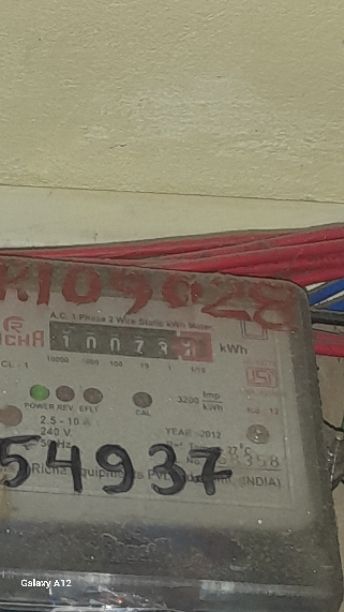 K109028
RICHA
A.C. 1 Phase 2 Wire Static kWh Meter
kWh
CL : 1
10000 1000 100 10 1 1/10
POWER REV. EFLT
CAL
3200 Imp/kWh
2.5 - 10 A
240 V.
50 Hz
YEAR -2012
27°C
54937
Richa Equipments
(INDIA)
Galaxy A12